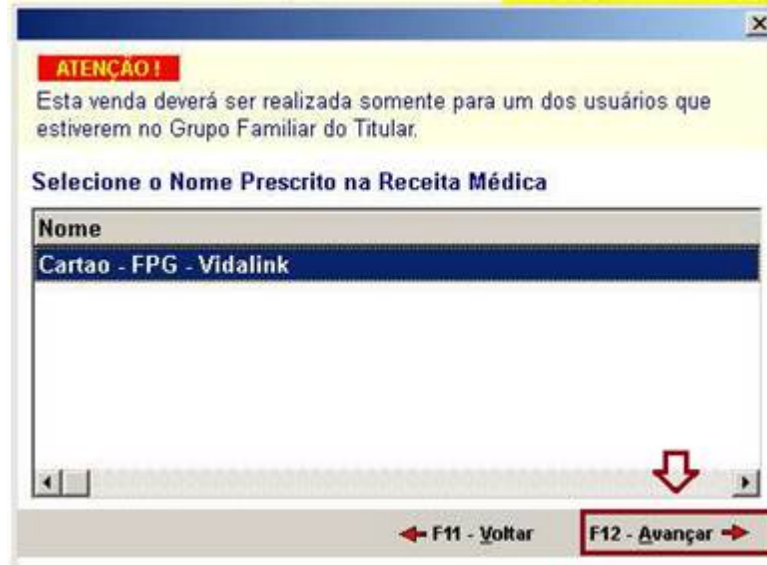 ATENÇÃO!
Esta venda deverá ser realizada somente para um dos usuários que
estiverem no Grupo Familiar do Titular.
Selecione o Nome Prescrito na Receita Médica
Nome
Cartao - FPG - Vidalink
F11 - Voltar
F12 - Avançar